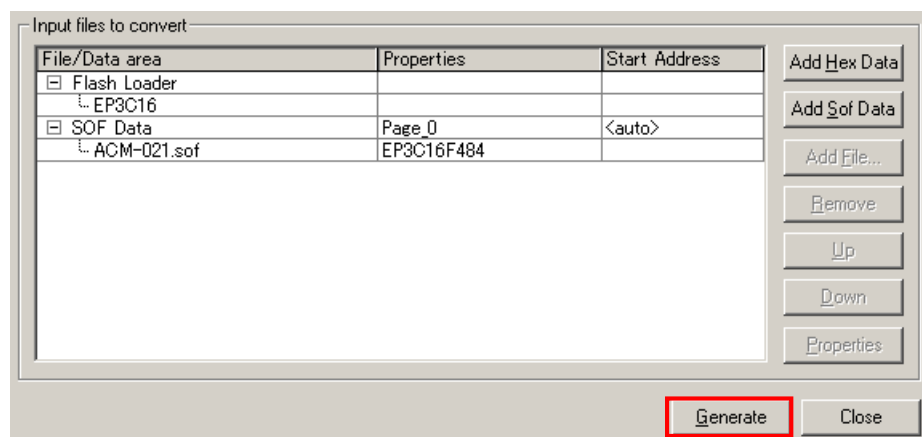 Input files to convert
File/Data area Properties Start Address
Flash Loader
EP3C16
SOF Data Page_0 <auto>
ACM-021.sof EP3C16F484
Add Hex Data
Add Sof Data
Add File...
Remove
Up
Down
Properties
Generate Close